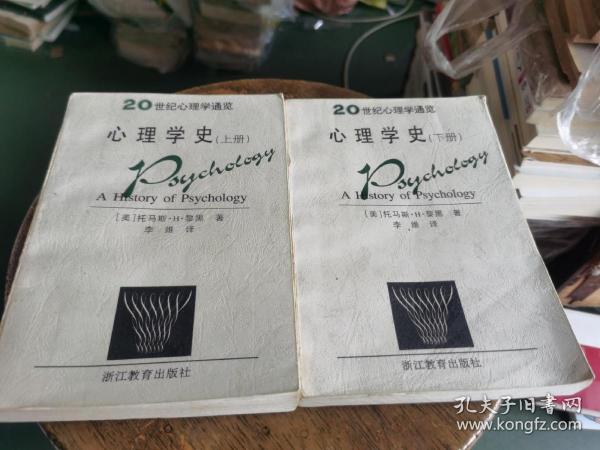 20世纪心理学通览
心理学史(上册)
Psychology
A History of Psychology
[美]托马斯·H·黎黑 著
李维 译
浙江教育出版社
20世纪心理学通览
心理学史(下册)
Psychology
A History of Psychology
[美]托马斯·H·黎黑 著
李维 译
浙江教育出版社
孔夫子旧书网
www.kongfz.com